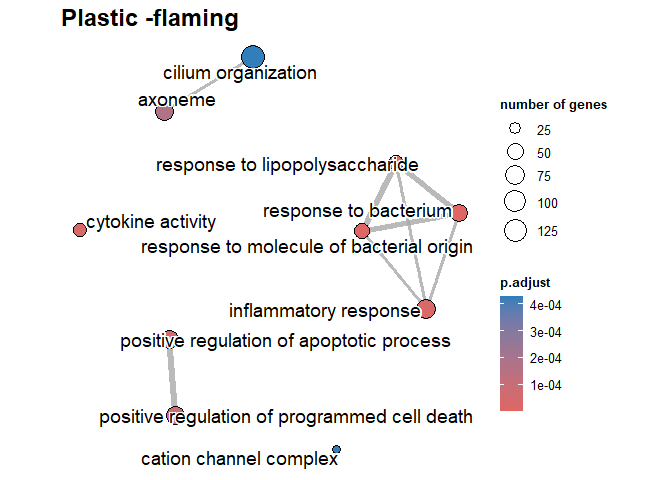 Plastic -flaming
cilium organization
axoneme
number of genes
25
50
75
100
125
response to lipopolysaccharide
response to bacterium
cytokine activity
response to molecule of bacterial origin
p.adjust
4e-04
3e-04
2e-04
1e-04
inflammatory response
positive regulation of apoptotic process
positive regulation of programmed cell death
cation channel complex